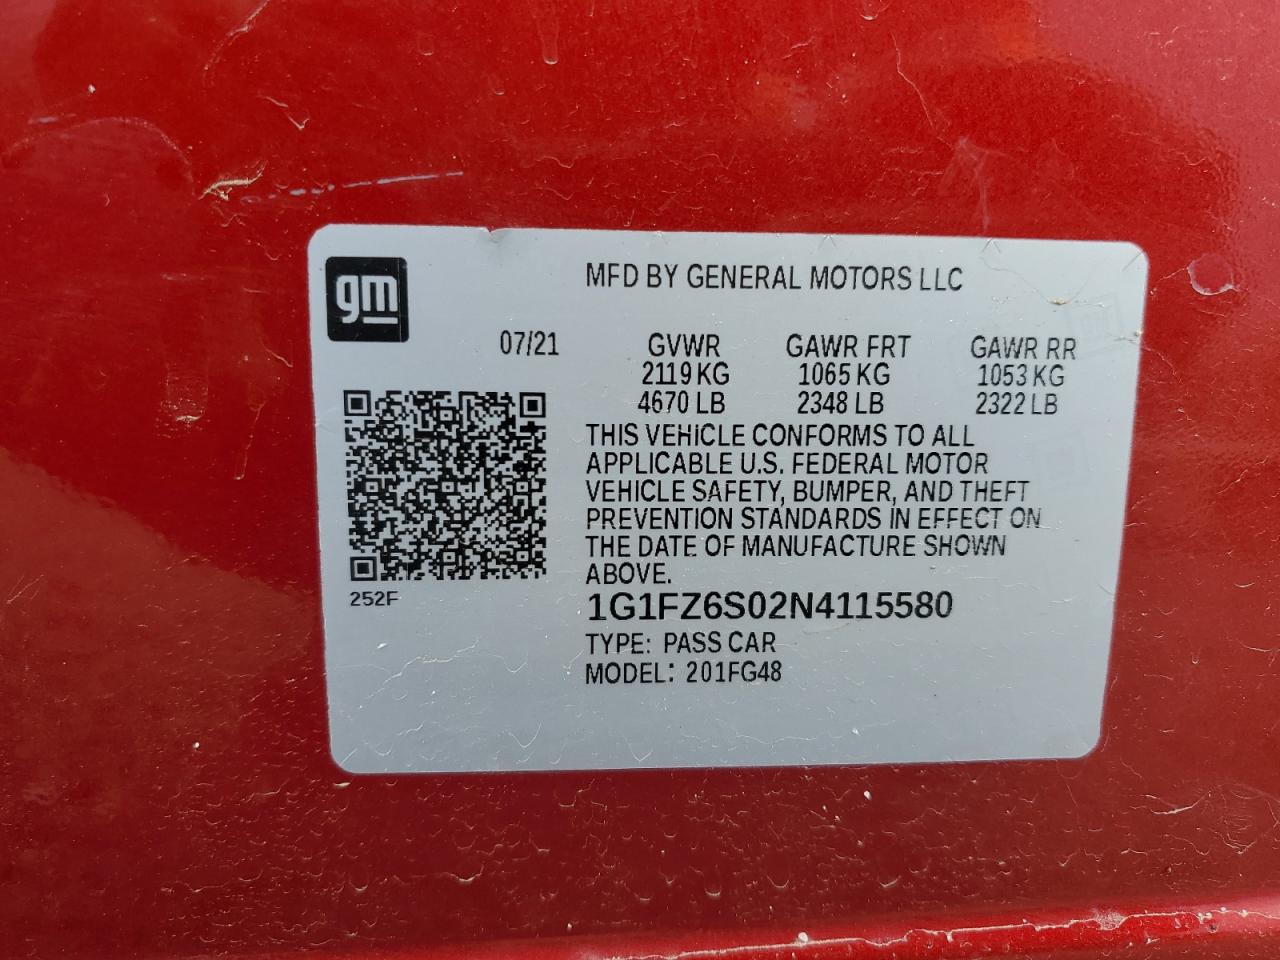 gm
MFD BY GENERAL MOTORS LLC
07/21 GVWR GAWR FRT GAWR RR
2119 KG 1065 KG 1053 KG
4670 LB 2348 LB 2322 LB
THIS VEHICLE CONFORMS TO ALL
APPLICABLE U.S. FEDERAL MOTOR
VEHICLE SAFETY, BUMPER, AND THEFT
PREVENTION STANDARDS IN EFFECT ON
THE DATE OF MANUFACTURE SHOWN
ABOVE.
252F
1G1FZ6S02N4115580
TYPE: PASS CAR
MODEL: 201FG48